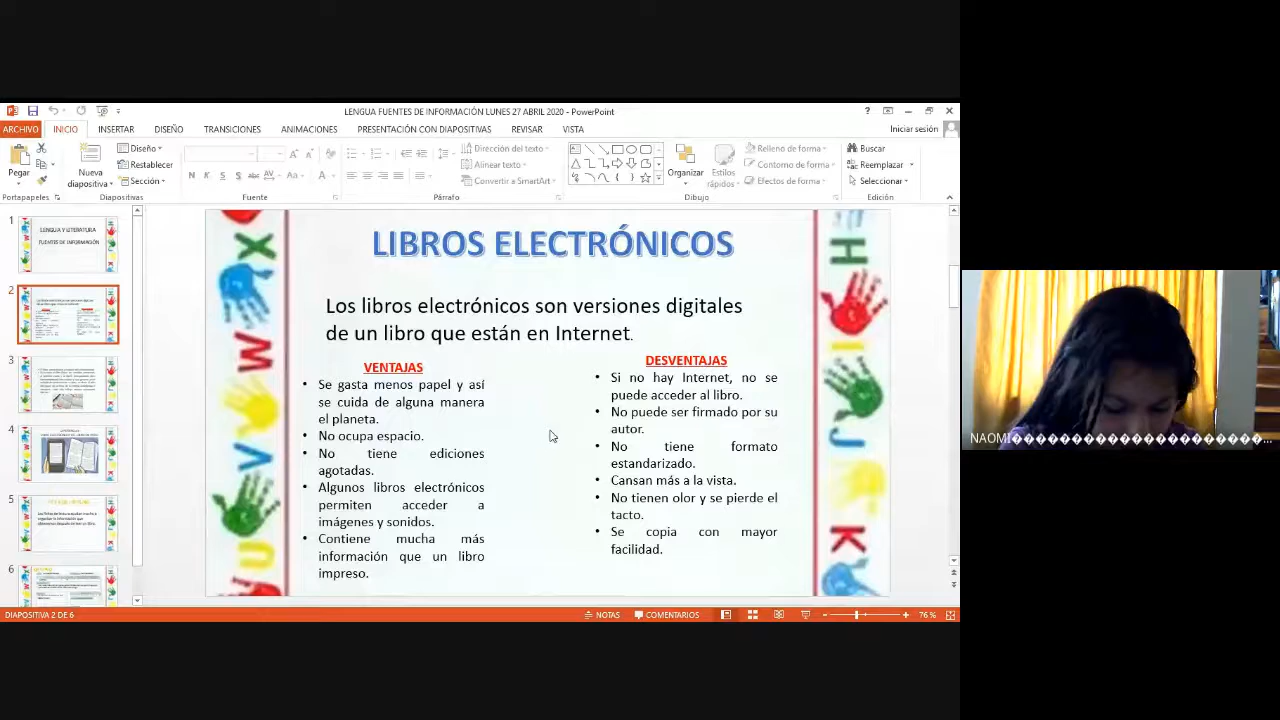 LENGUA FUENTES DE INFORMACIÓN LUNES 27 ABRIL 2020 - PowerPoint
ARCHIVO INICIO INSERTAR DISEÑO TRANSICIONES ANIMACIONES PRESENTACIÓN CON DIAPOSITIVAS REVISAR VISTA Iniciar sesión
Pegar
Nueva diapositiva
Diseño
Restablecer
Sección
Dirección del texto
Alinear texto
Convertir a SmartArt
Organizar
Estilos rápidos
Relleno de forma
Contorno de forma
Efectos de forma
Buscar
Reemplazar
Seleccionar
Portapapeles Diapositivas Fuente Párrafo Dibujo Edición
1
LENGUA Y LITERATURA
FUENTES DE INFORMACIÓN
2
3
4
5
6
LIBROS ELECTRÓNICOS
Los libros electrónicos son versiones digitales
de un libro que están en Internet.
VENTAJAS
• Se gasta menos papel y así
se cuida de alguna manera
el planeta.
• No ocupa espacio.
• No tiene ediciones
agotadas.
• Algunos libros electrónicos
permiten acceder a
imágenes y sonidos.
• Contiene mucha más
información que un libro
impreso.
DESVENTAJAS
• Si no hay Internet, no se
puede acceder al libro.
• No puede ser firmado por su
autor.
• No tiene formato
estandarizado.
• Cansan más a la vista.
• No tienen olor y se pierde el
tacto.
• Se copia con mayor
facilidad.
NAOMI
DIAPOSITIVA 2 DE 6 NOTAS COMENTARIOS 76 %